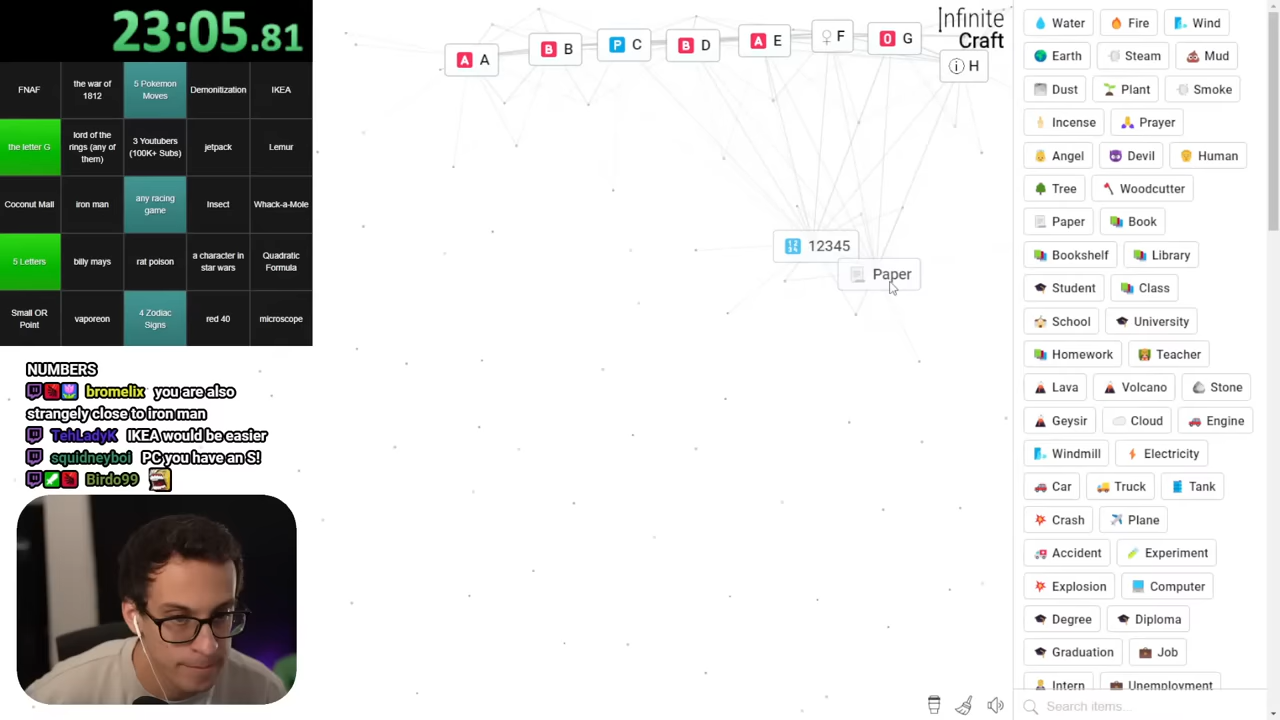 23:05.81
FNAF
the war of
1812
5 Pokemon
Moves
Demonitization
IKEA
the letter G
lord of the
rings (any of
them)
3 Youtubers
(100K+ Subs)
jetpack
Lemur
Coconut Mall
iron man
any racing
game
Insect
Whack-a-Mole
5 Letters
billy mays
rat poison
a character in
star wars
Quadratic
Formula
Small OR
Point
vaporeon
4 Zodiac
Signs
red 40
microscope
NUMBERS
bromelix you are also
strangely close to iron man
TehLadyK IKEA would be easier
squidneyboi PC you have an S!
Birdo99
A A
B B
P C
B D
A E
♀ F
O G
i H
Infinite
Craft
12345
Paper
Water Fire Wind
Earth Steam Mud
Dust Plant Smoke
Incense Prayer
Angel Devil Human
Tree Woodcutter
Paper Book
Bookshelf Library
Student Class
School University
Homework Teacher
Lava Volcano Stone
Geysir Cloud Engine
Windmill Electricity
Car Truck Tank
Crash Plane
Accident Experiment
Explosion Computer
Degree Diploma
Graduation Job
Intern Unemployment
Search items...